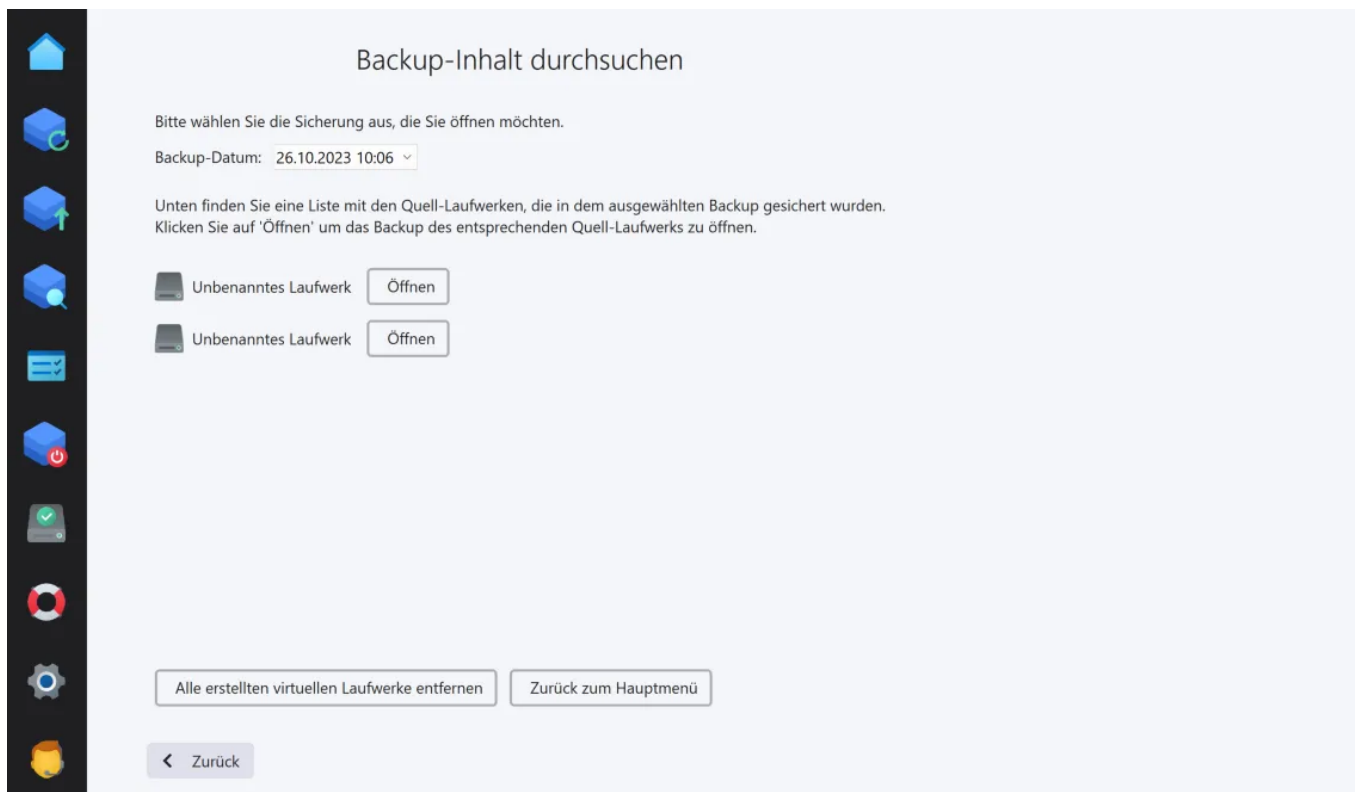 Backup-Inhalt durchsuchen
Bitte wählen Sie die Sicherung aus, die Sie öffnen möchten.
Backup-Datum: 26.10.2023 10:06
Unten finden Sie eine Liste mit den Quell-Laufwerken, die in dem ausgewählten Backup gesichert wurden.
Klicken Sie auf 'Öffnen' um das Backup des entsprechenden Quell-Laufwerks zu öffnen.
Unbenanntes Laufwerk Öffnen
Unbenanntes Laufwerk Öffnen
Alle erstellten virtuellen Laufwerke entfernen Zurück zum Hauptmenü
Zurück